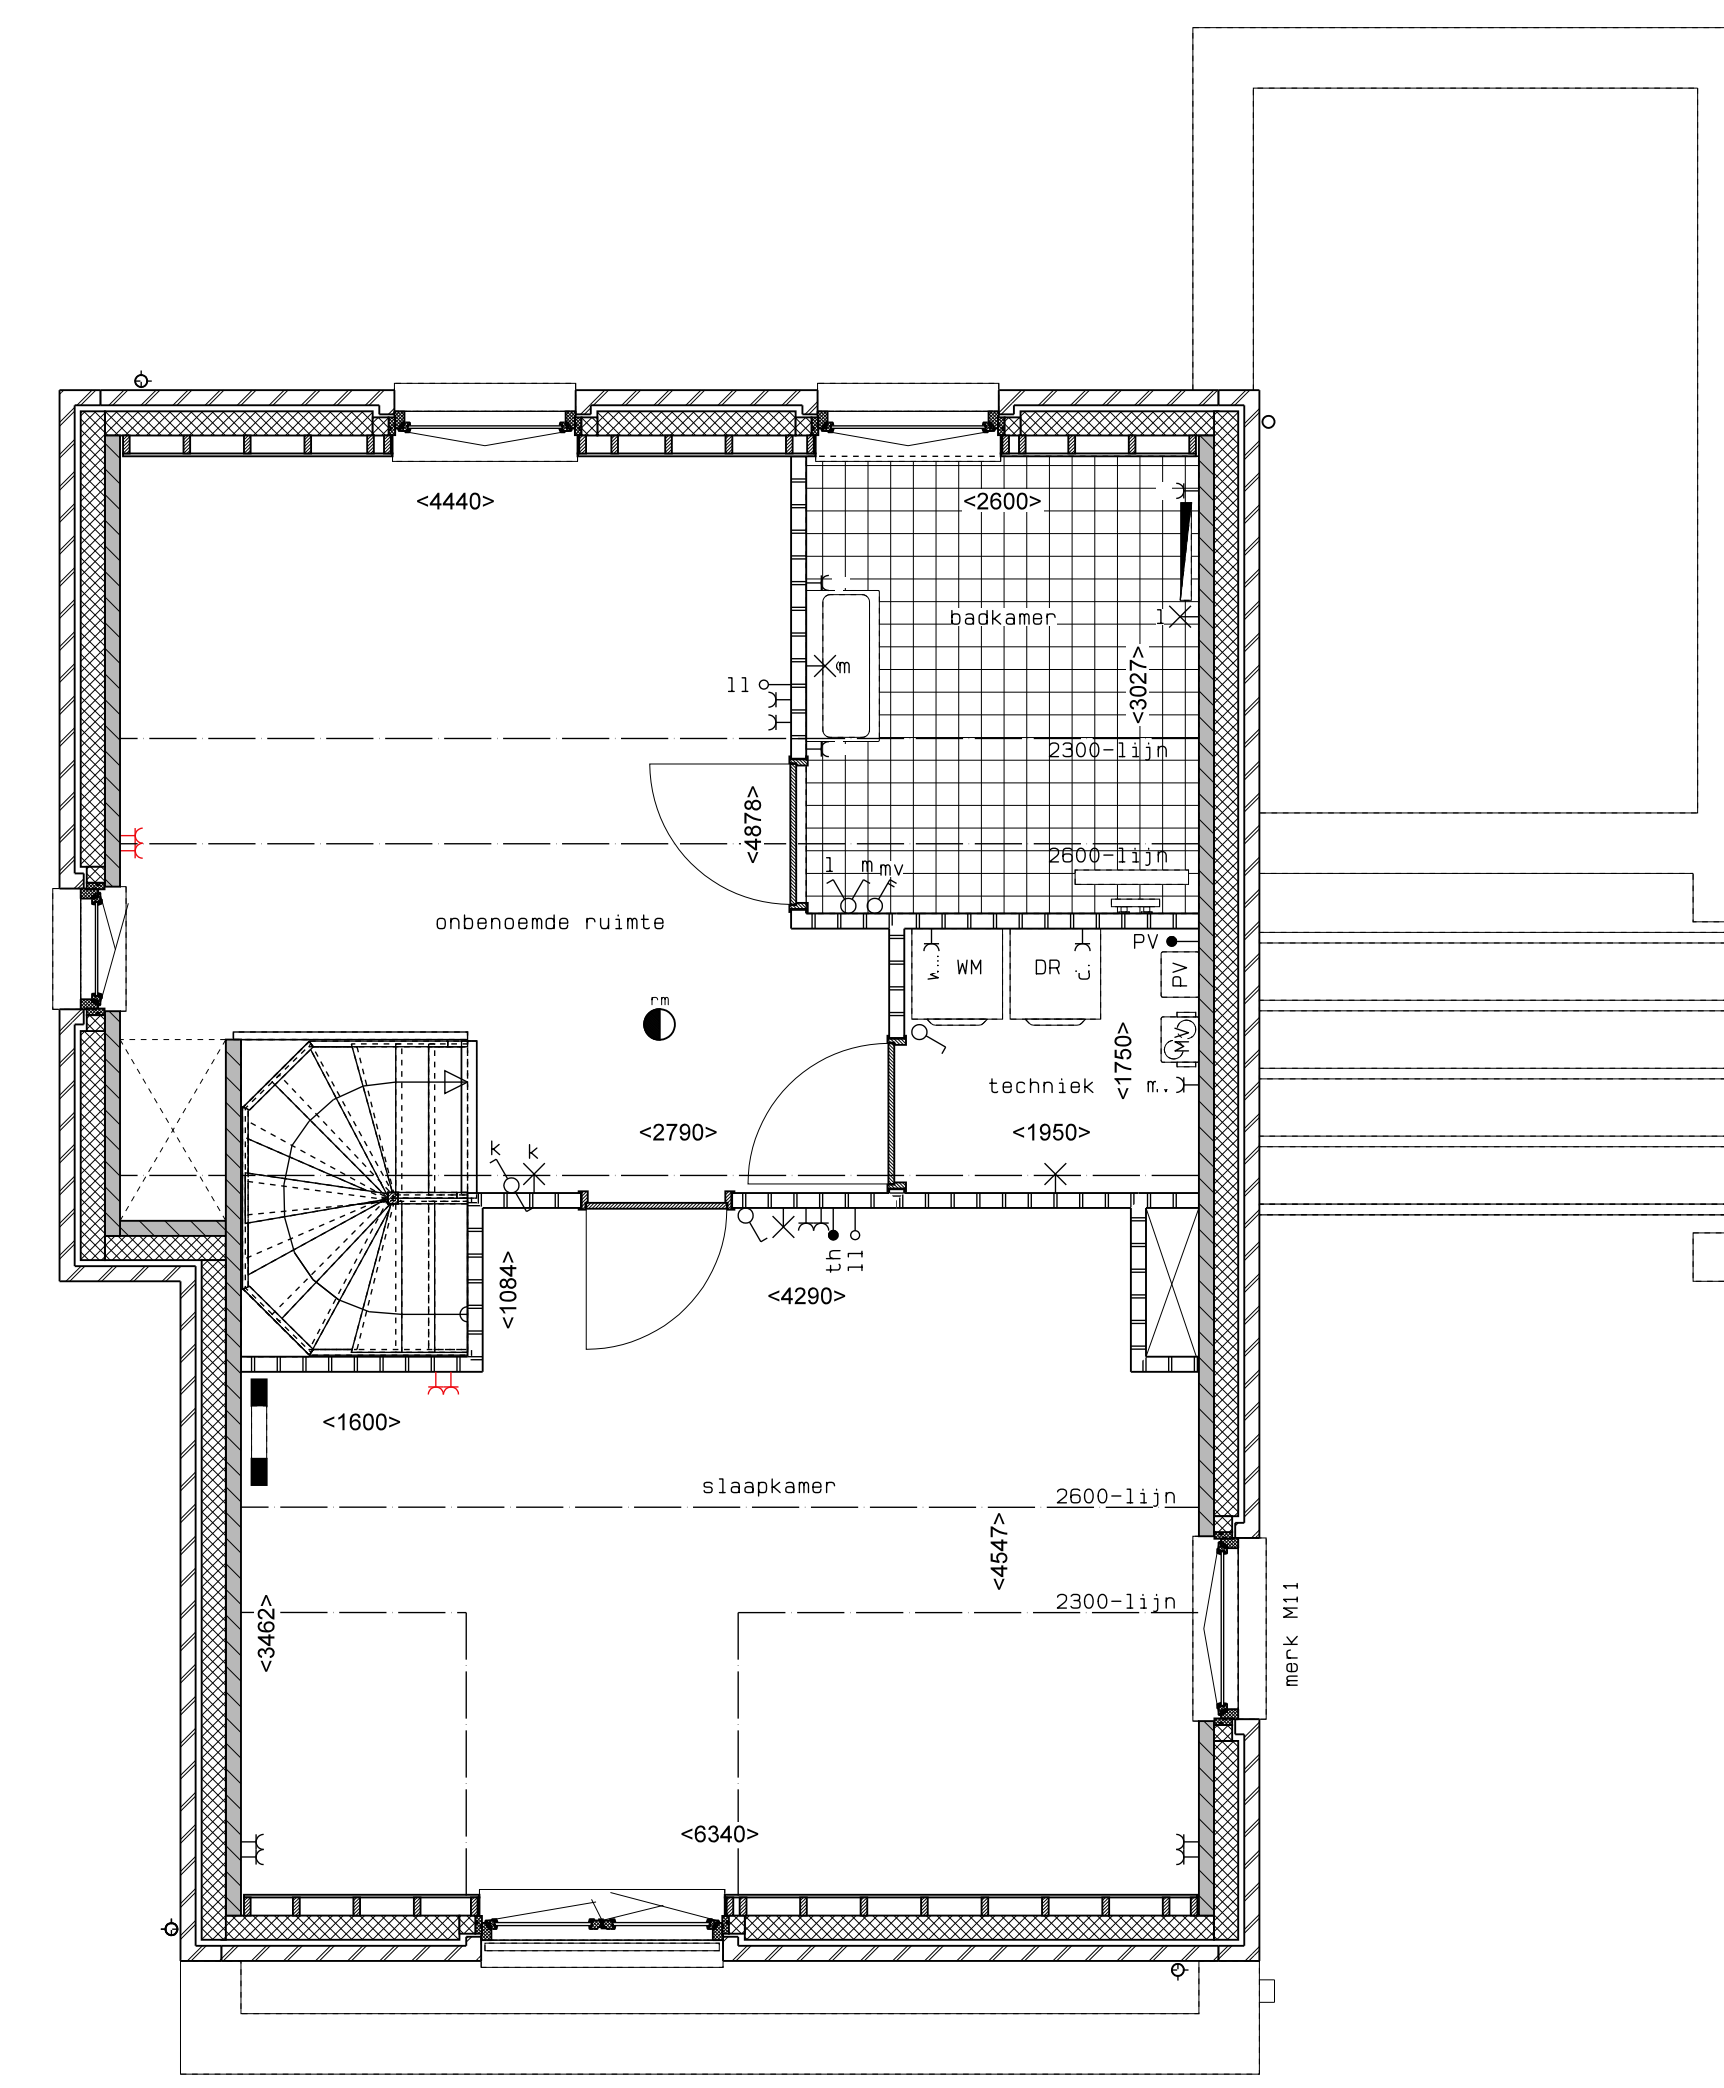 <4440>
<2600>
badkamer
l
m
ll
<3027>
2300-lijn
<4878>
2600-lijn
l
m
mv
onbenoemde ruimte
PV
w...
WM
DR
PV
rm
MV
<1750>
techniek
m..
<2790>
<1950>
k
k
<1084>
th
ll
<4290>
<1600>
slaapkamer
2600-lijn
<4547>
2300-lijn
merk M11
<3462>
<6340>